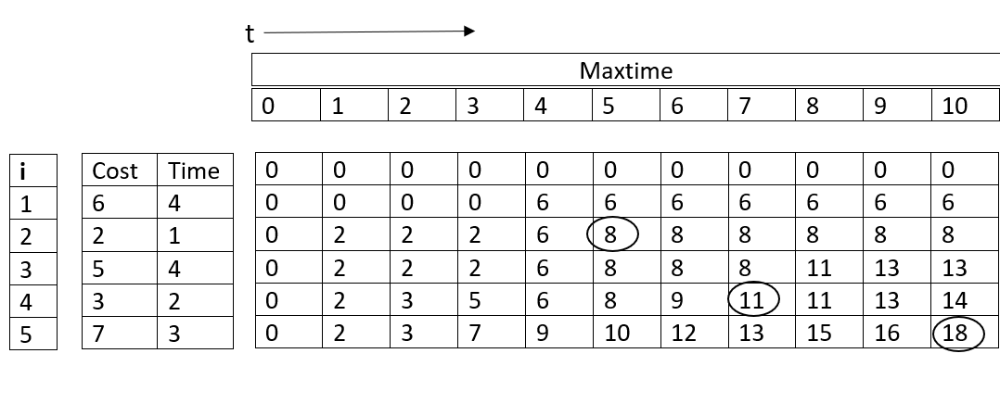 t
Maxtime
0 1 2 3 4 5 6 7 8 9 10
i Cost Time 0 0 0 0 0 0 0 0 0 0 0
1 6 4 0 0 0 0 6 6 6 6 6 6 6
2 2 1 0 2 2 2 6 8 8 8 8 8 8
3 5 4 0 2 2 2 6 8 8 8 11 13 13
4 3 2 0 2 3 5 6 8 9 11 11 13 14
5 7 3 0 2 3 7 9 10 12 13 15 16 18